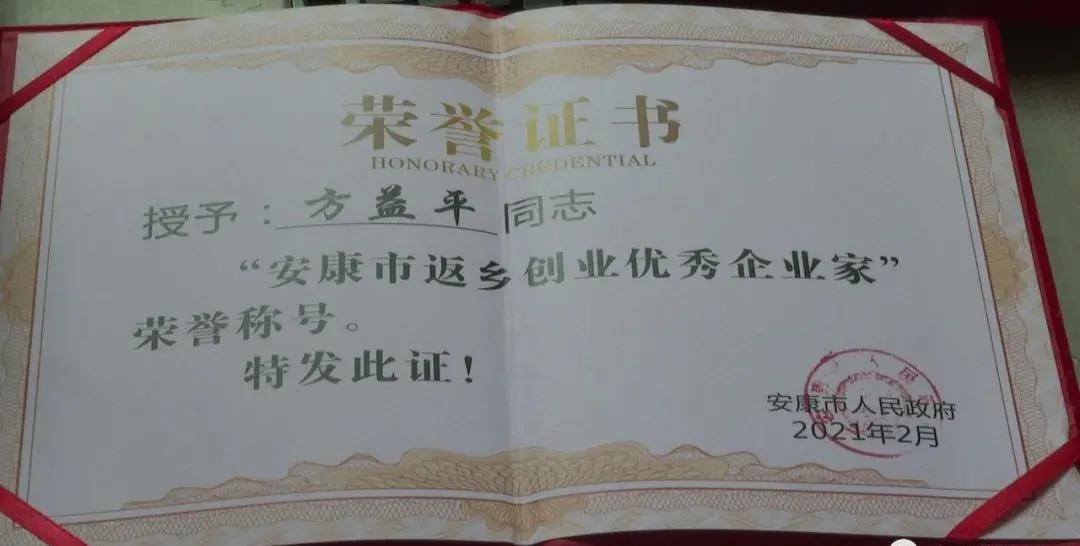 荣誉证书
HONORARY CREDENTIAL
授予：方益平同志
“安康市返乡创业优秀企业家”
荣誉称号。
特发此证！
安康市人民政府
2021年2月